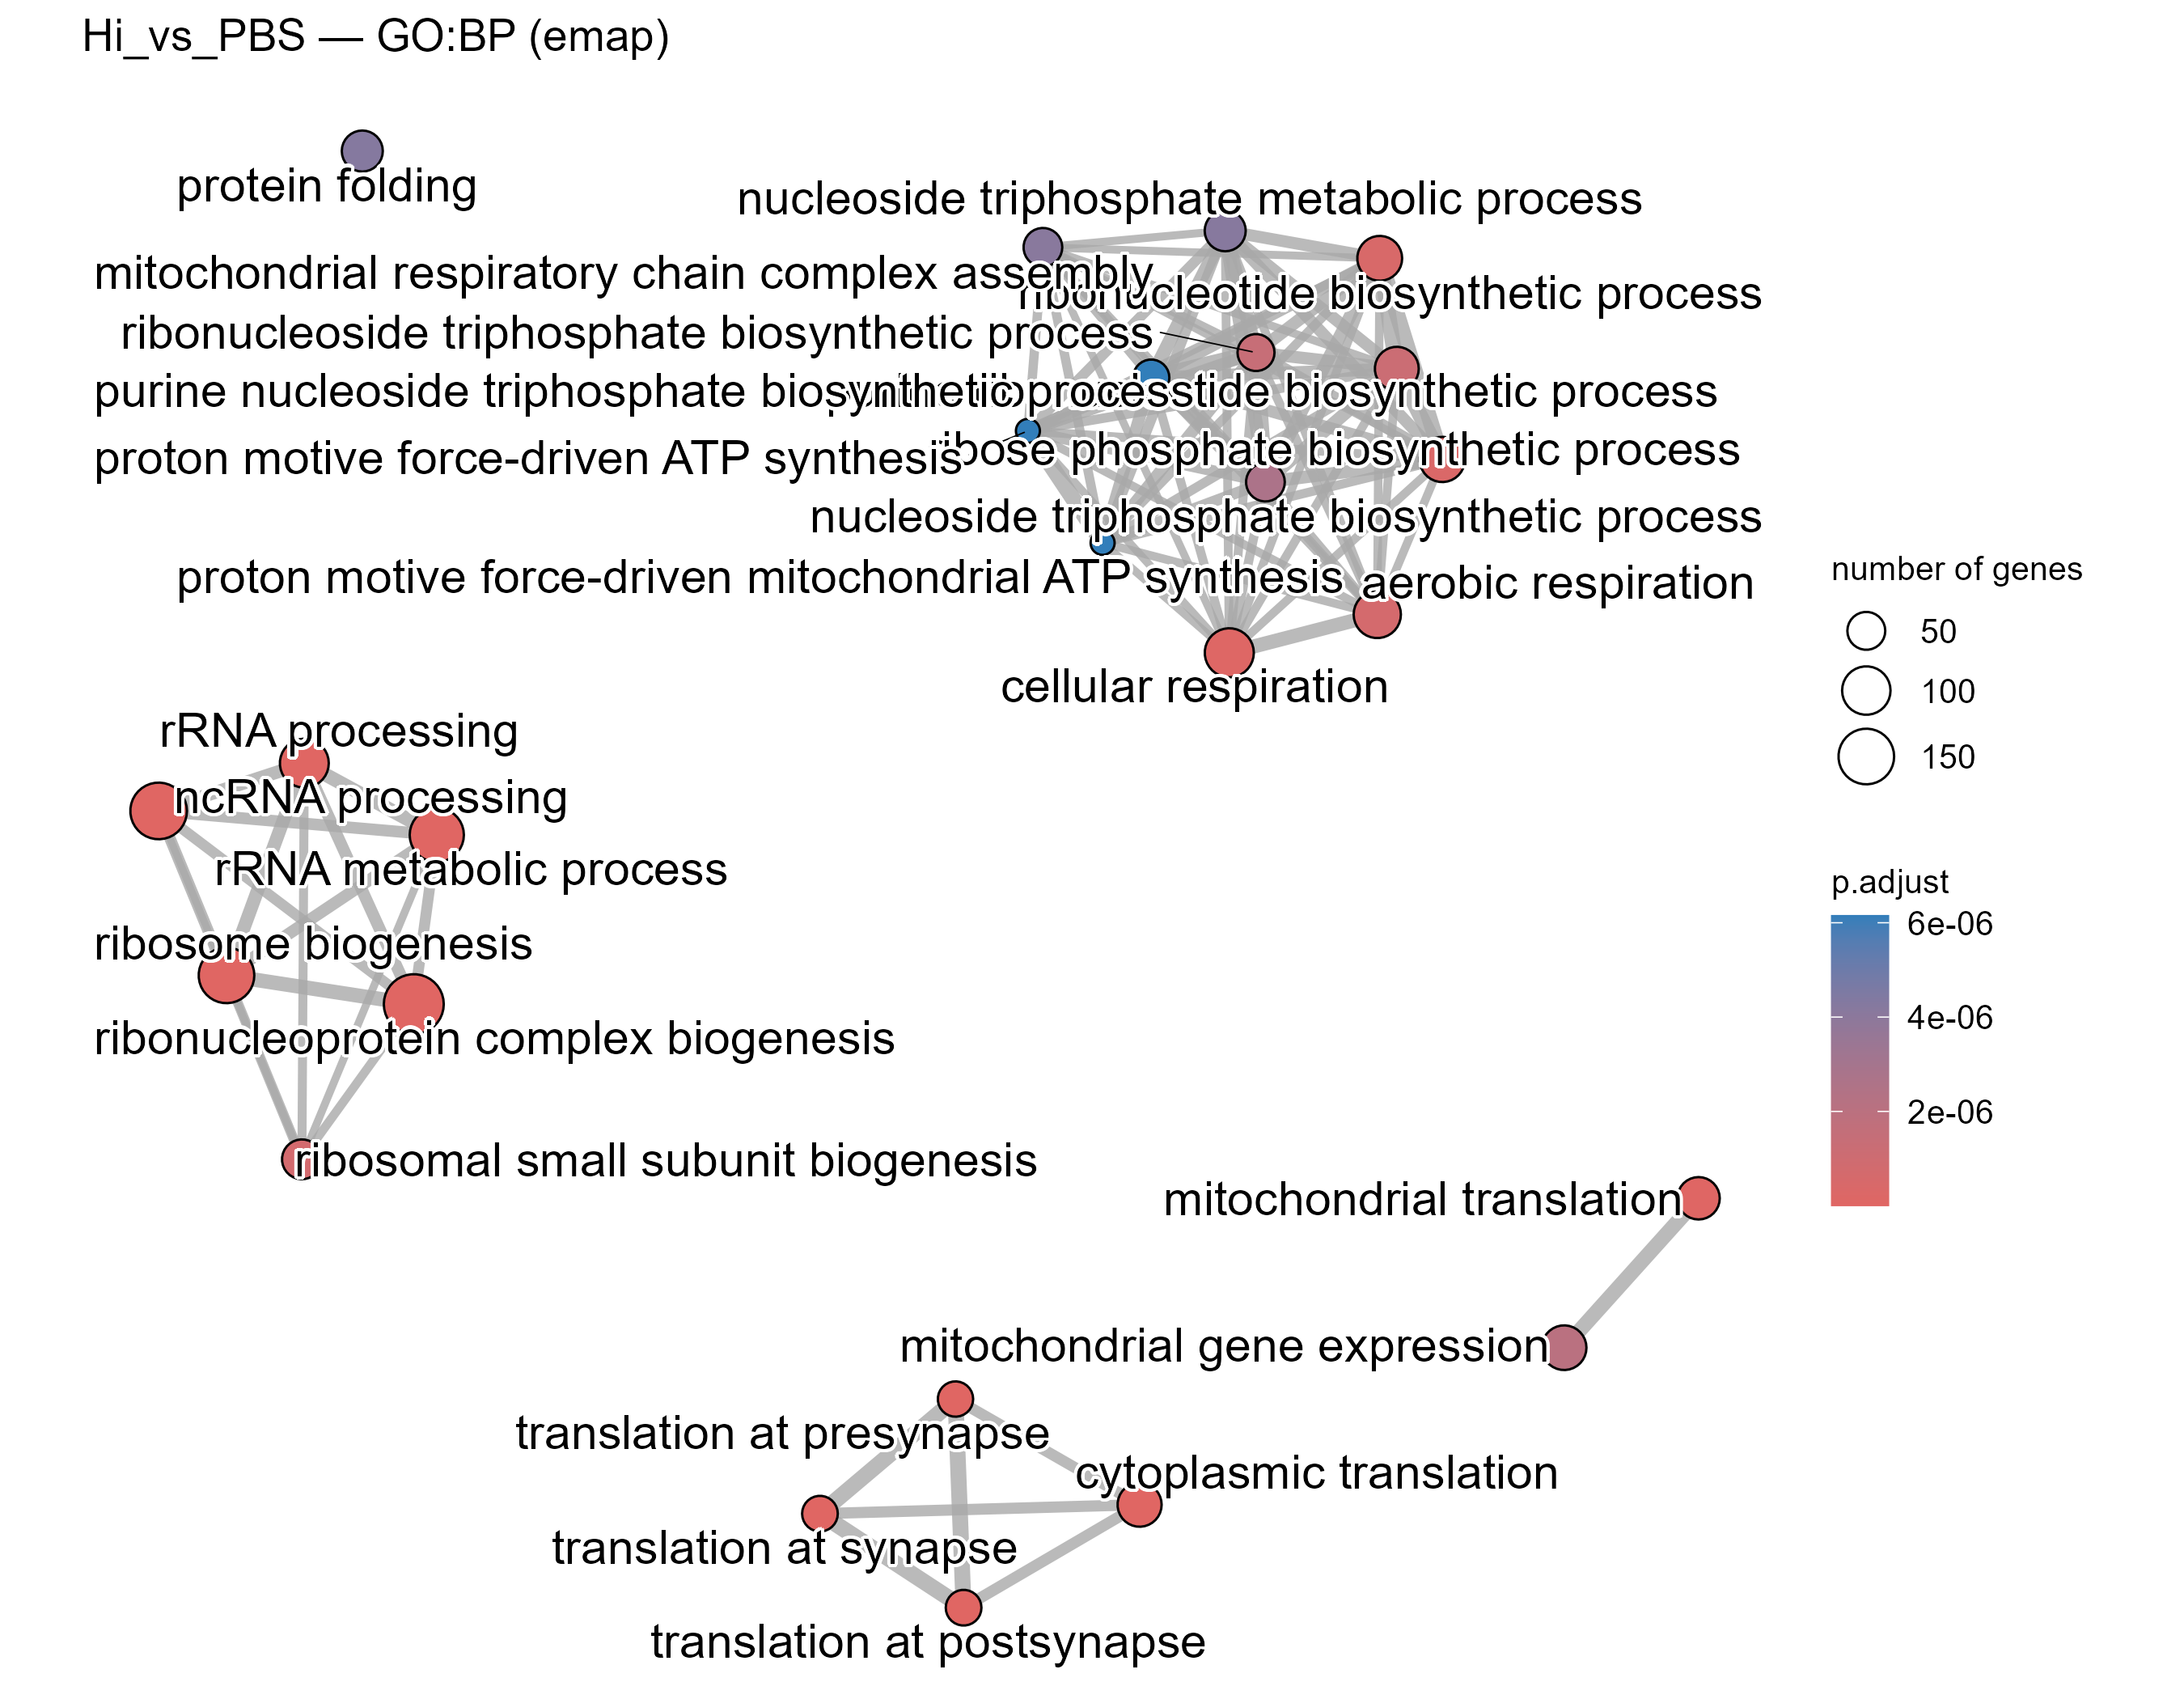 Hi_vs_PBS — GO:BP (emap)
protein folding
nucleoside triphosphate metabolic process
mitochondrial respiratory chain complex assembly
ribonucleotide biosynthetic process
ribonucleoside triphosphate biosynthetic process
purine nucleoside triphosphate biosynthetic process
biosynthetic process
proton motive force-driven ATP synthesis
ribose phosphate biosynthetic process
nucleoside triphosphate biosynthetic process
proton motive force-driven mitochondrial ATP synthesis
aerobic respiration
cellular respiration
number of genes
50
100
150
rRNA processing
ncRNA processing
rRNA metabolic process
ribosome biogenesis
ribonucleoprotein complex biogenesis
ribosomal small subunit biogenesis
p.adjust
6e-06
4e-06
2e-06
mitochondrial translation
mitochondrial gene expression
translation at presynapse
cytoplasmic translation
translation at synapse
translation at postsynapse